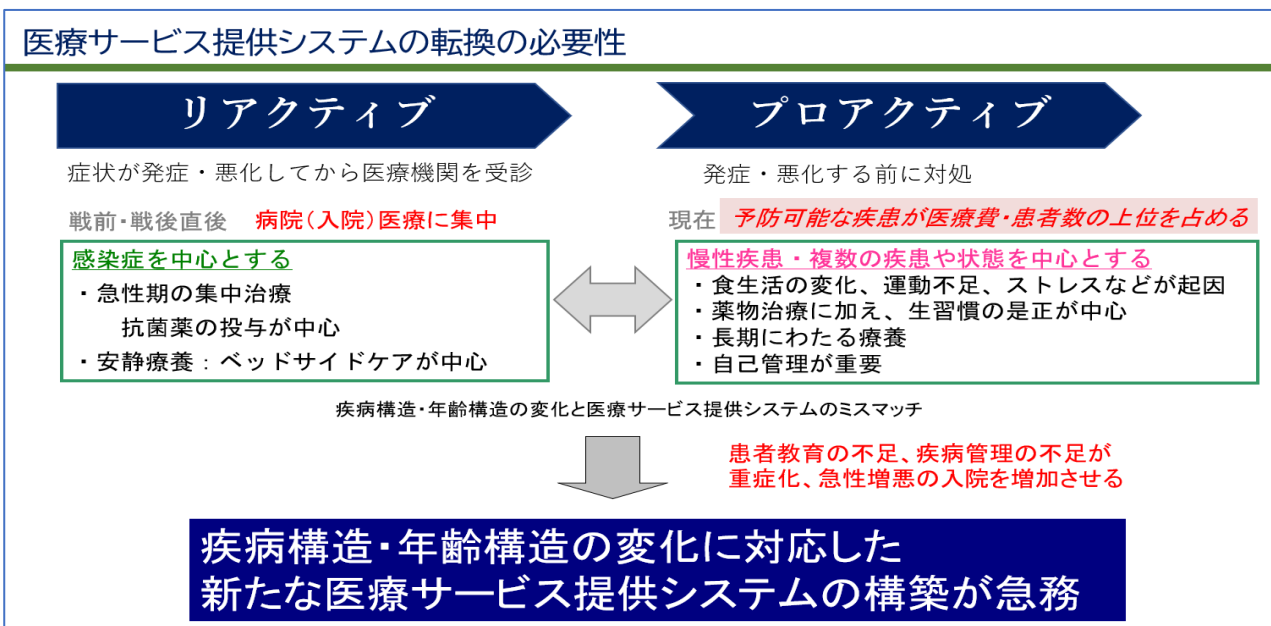 医療サービス提供システムの転換の必要性
リアクティブ
症状が発症・悪化してから医療機関を受診
戦前・戦後直後 病院(入院)医療に集中
感染症を中心とする
・急性期の集中治療
抗菌薬の投与が中心
・安静療養：ベッドサイドケアが中心
プロアクティブ
発症・悪化する前に対処
現在 予防可能な疾患が医療費・患者数の上位を占める
慢性疾患・複数の疾患や状態を中心とする
・食生活の変化、運動不足、ストレスなどが起因
・薬物治療に加え、生習慣の是正が中心
・長期にわたる療養
・自己管理が重要
疾病構造・年齢構造の変化と医療サービス提供システムのミスマッチ
患者教育の不足、疾病管理の不足が
重症化、急性増悪の入院を増加させる
疾病構造・年齢構造の変化に対応した
新たな医療サービス提供システムの構築が急務